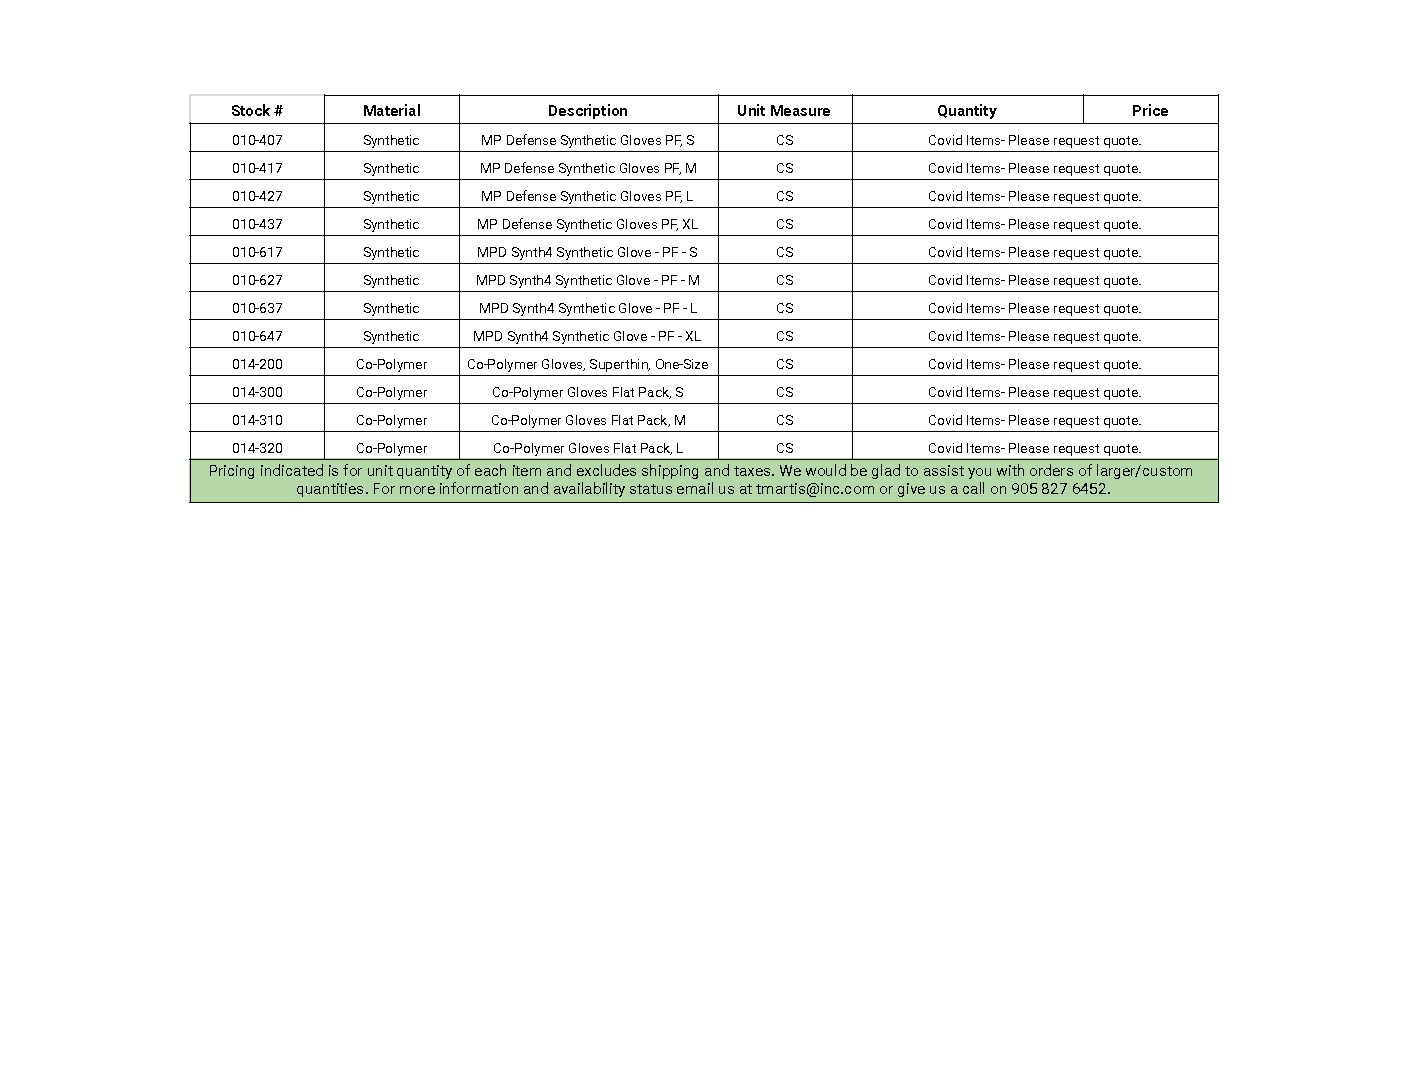 Stock # Material Description Unit Measure Quantity Price
010-407 Synthetic MP Defense Synthetic Gloves PF, S CS Covid Items- Please request quote.
010-417 Synthetic MP Defense Synthetic Gloves PF, M CS Covid Items- Please request quote.
010-427 Synthetic MP Defense Synthetic Gloves PF, L CS Covid Items- Please request quote.
010-437 Synthetic MP Defense Synthetic Gloves PF, XL CS Covid Items- Please request quote.
010-617 Synthetic MPD Synth4 Synthetic Glove - PF - S CS Covid Items- Please request quote.
010-627 Synthetic MPD Synth4 Synthetic Glove - PF - M CS Covid Items- Please request quote.
010-637 Synthetic MPD Synth4 Synthetic Glove - PF - L CS Covid Items- Please request quote.
010-647 Synthetic MPD Synth4 Synthetic Glove - PF - XL CS Covid Items- Please request quote.
014-200 Co-Polymer Co-Polymer Gloves, Superthin, One-Size CS Covid Items- Please request quote.
014-300 Co-Polymer Co-Polymer Gloves Flat Pack, S CS Covid Items- Please request quote.
014-310 Co-Polymer Co-Polymer Gloves Flat Pack, M CS Covid Items- Please request quote.
014-320 Co-Polymer Co-Polymer Gloves Flat Pack, L CS Covid Items- Please request quote.
Pricing indicated is for unit quantity of each item and excludes shipping and taxes. We would be glad to assist you with orders of larger/custom
quantities. For more information and availability status email us at tmartis@inc.com or give us a call on 905 827 6452.